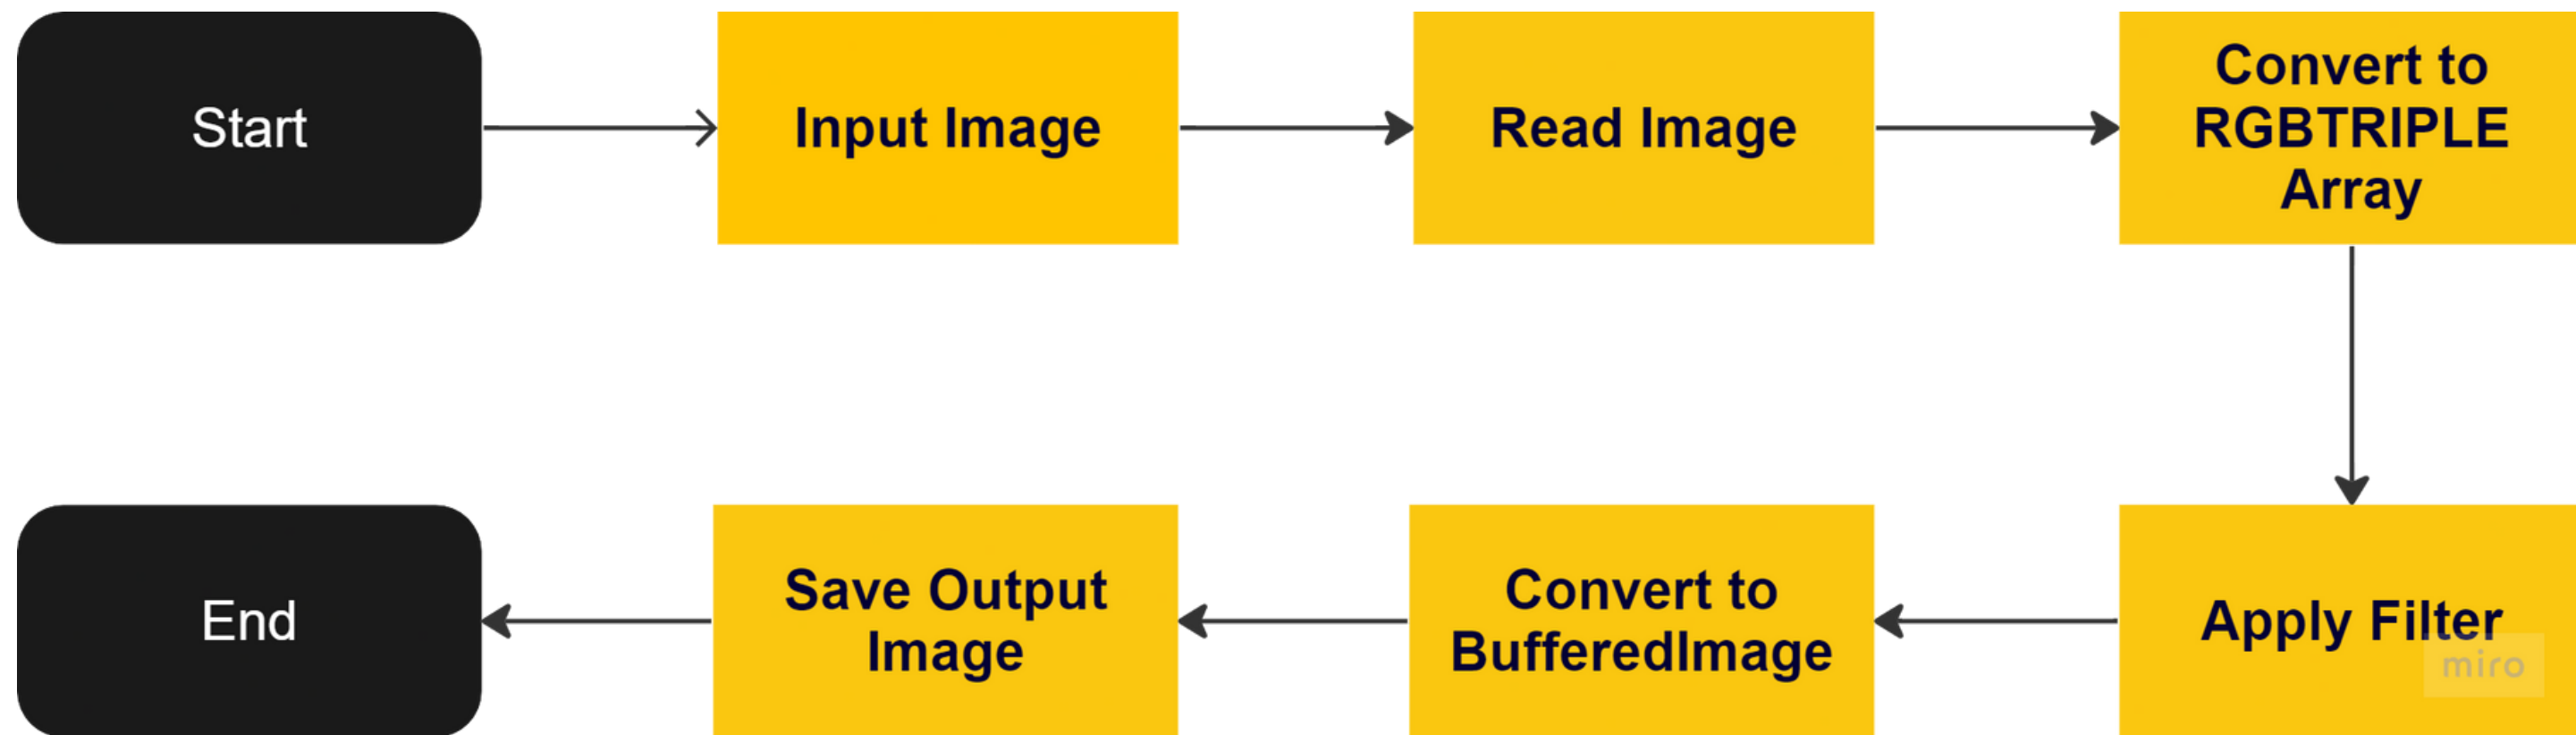 Start
Input Image
Read Image
Convert to
RGBTRIPLE
Array
Apply Filter
miro
Convert to
BufferedImage
Save Output
Image
End